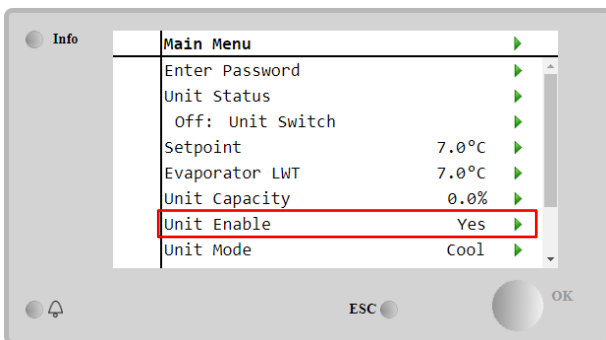 Info
Main Menu
Enter Password
Unit Status
Off: Unit Switch
Setpoint 7.0°C
Evaporator LWT 7.0°C
Unit Capacity 0.0%
Unit Enable Yes
Unit Mode Cool
ESC
OK